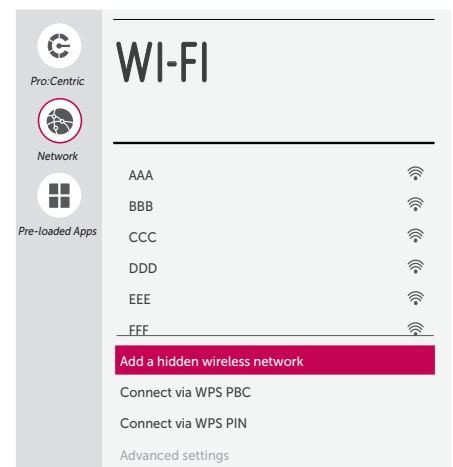 Pro:Centric
Network
Pre-loaded Apps
WI-FI
AAA
BBB
CCC
DDD
EEE
FFF
Add a hidden wireless network
Connect via WPS PBC
Connect via WPS PIN
Advanced settings